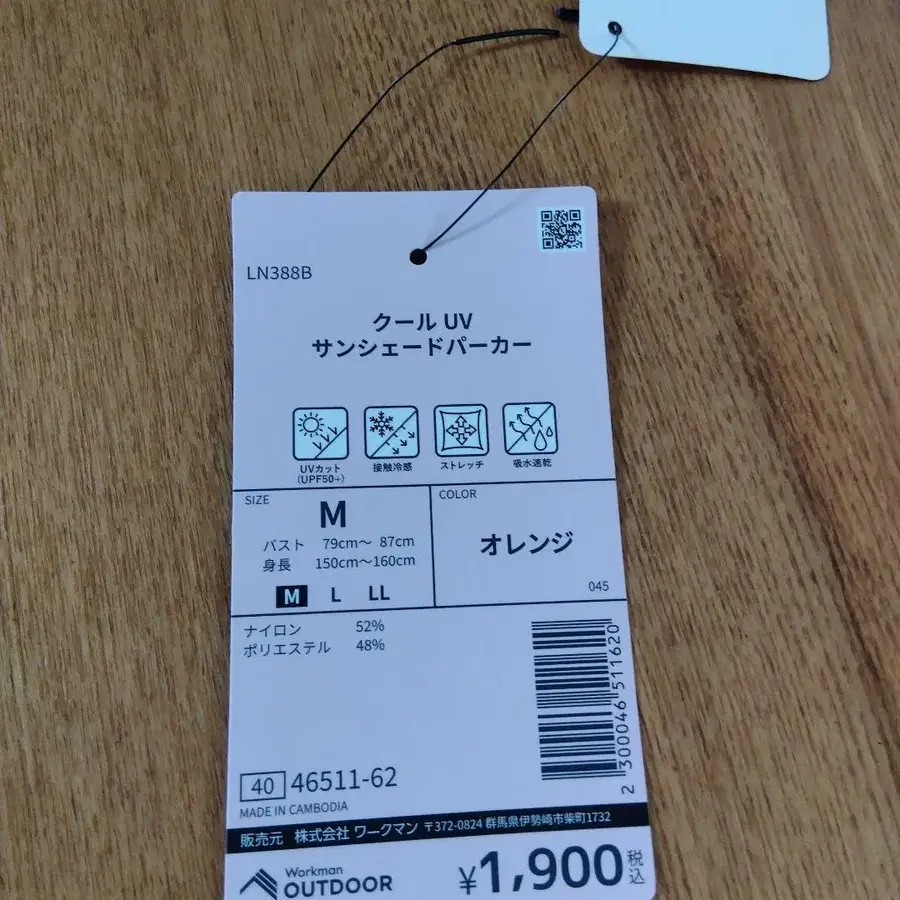 LN388B
クール UV
サンシェードパーカー
UVカット
(UPF50+)
接触冷感
ストレッチ
吸水速乾
SIZE
M
バスト 79cm〜 87cm
身長 150cm〜160cm
M L LL
COLOR
オレンジ
045
ナイロン 52%
ポリエステル 48%
2 300046 511620
40 46511-62
MADE IN CAMBODIA
販売元 株式会社 ワークマン 〒372-0824 群馬県伊勢崎市柴町1732
Workman
OUTDOOR
¥1,900 税込